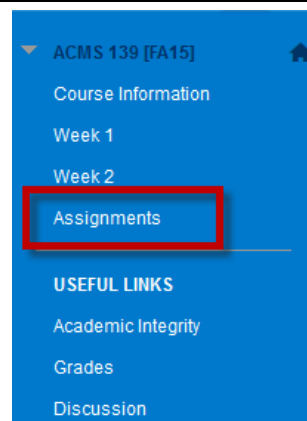 ACMS 139 [FA15]
Course Information
Week 1
Week 2
Assignments
USEFUL LINKS
Academic Integrity
Grades
Discussion